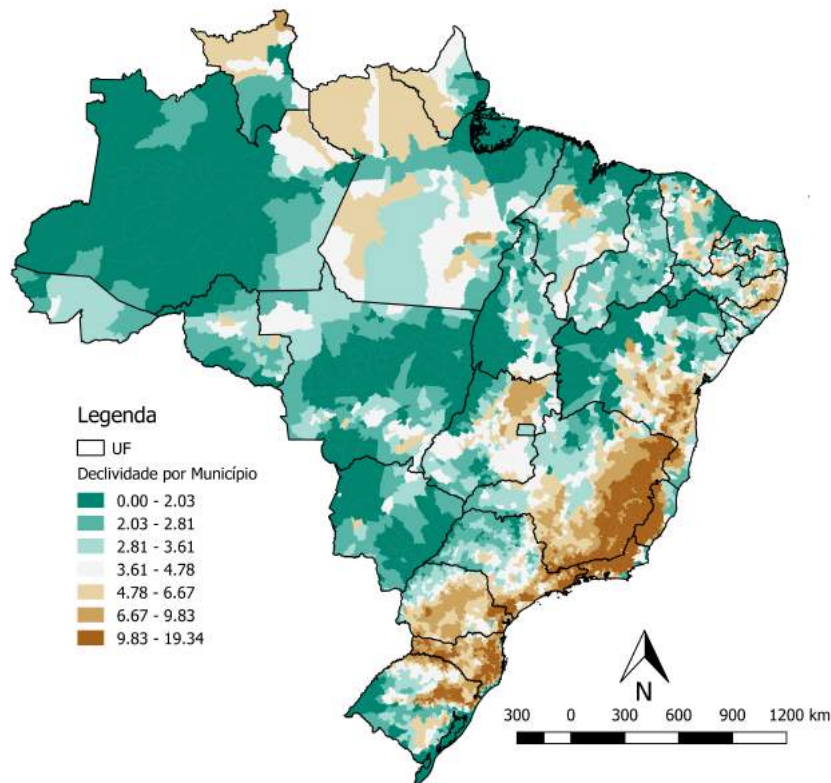 Legenda
UF
Declividade por Município
0.00 - 2.03
2.03 - 2.81
2.81 - 3.61
3.61 - 4.78
4.78 - 6.67
6.67 - 9.83
9.83 - 19.34
N
300 0 300 600 900 1200 km